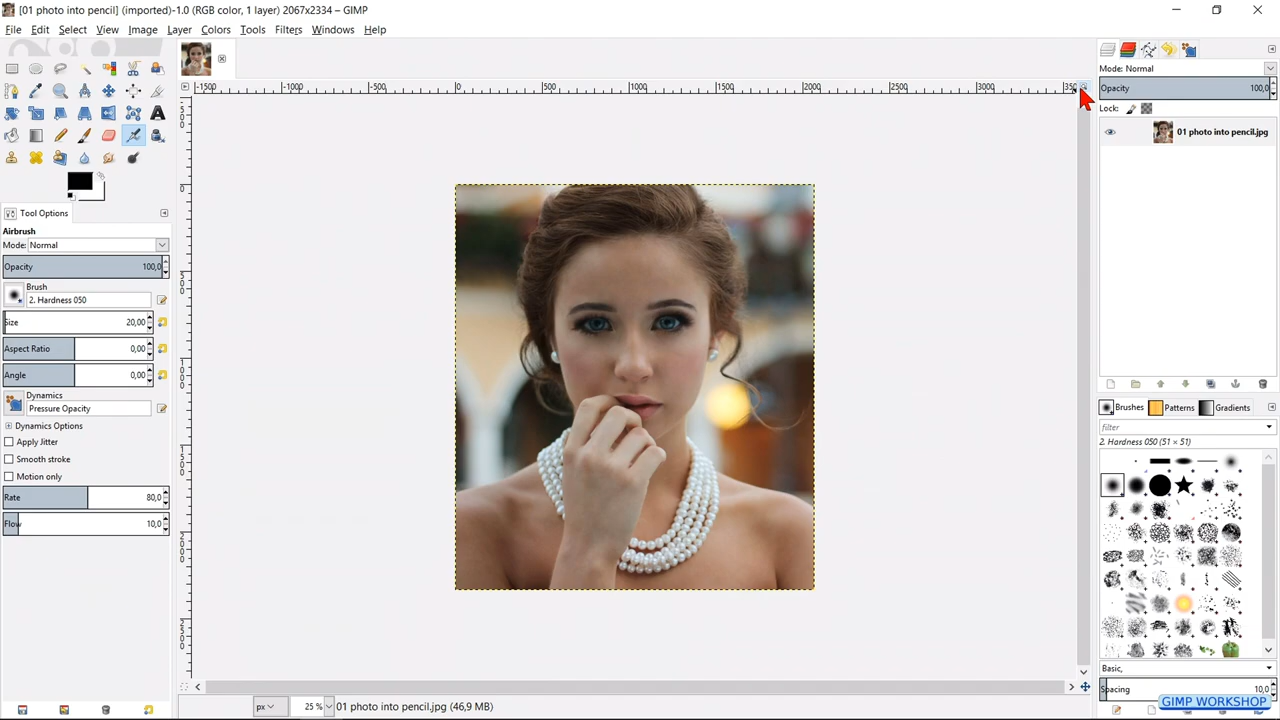 [01 photo into pencil] (imported)-1.0 (RGB color, 1 layer) 2067x2334 – GIMP
File Edit Select View Image Layer Colors Tools Filters Windows Help
-1500 -1000 -500 0 500 1000 1500 2000 2500 3000
Mode: Normal
Opacity 100,0
Lock:
01 photo into pencil.jpg
Tool Options
Airbrush
Mode: Normal
Opacity 100,0
Brush
2. Hardness 050
Size 20,00
Aspect Ratio 0,00
Angle 0,00
Dynamics
Pressure Opacity
Dynamics Options
Apply Jitter
Smooth stroke
Motion only
Rate 80,0
Flow 10,0
Brushes Patterns Gradients
filter
2. Hardness 050 (51 × 51)
Basic,
Spacing 10,0
GIMP WORKSHOP
px 25 % 01 photo into pencil.jpg (46,9 MB)